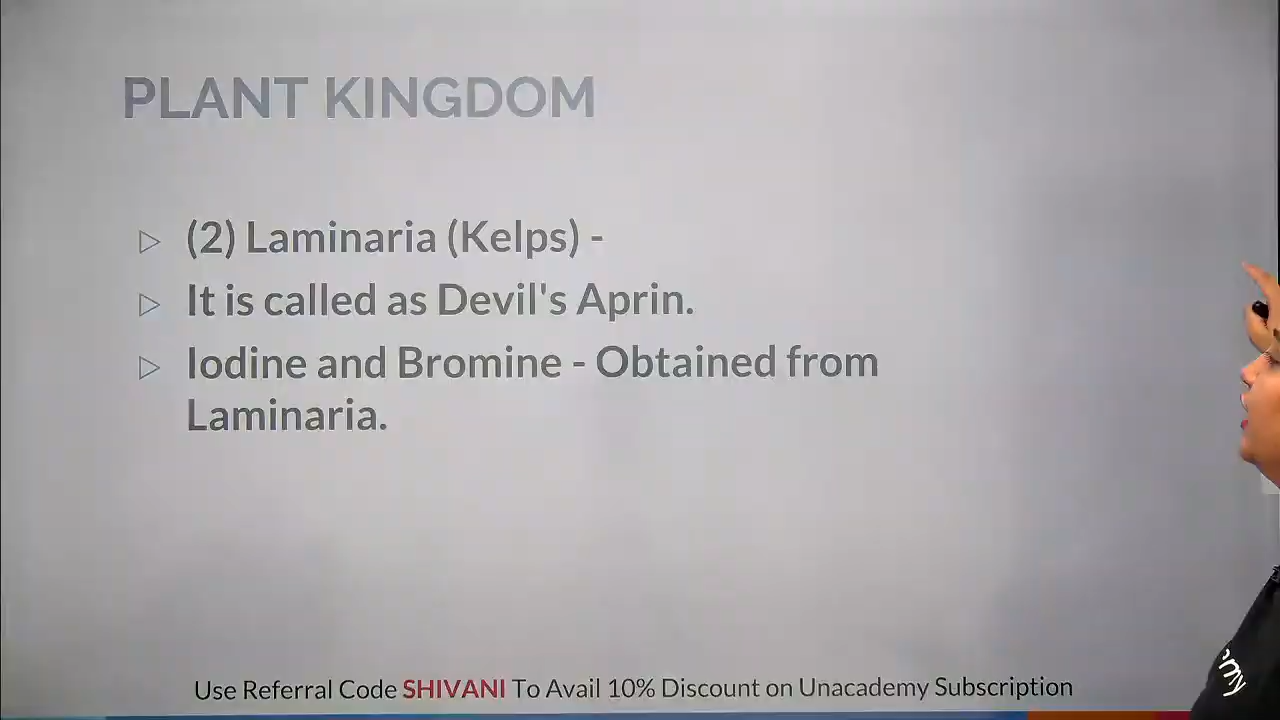 PLANT KINGDOM
(2) Laminaria (Kelps) -
It is called as Devil's Aprin.
Iodine and Bromine - Obtained from
Laminaria.
Use Referral Code SHIVANI To Avail 10% Discount on Unacademy Subscription
my